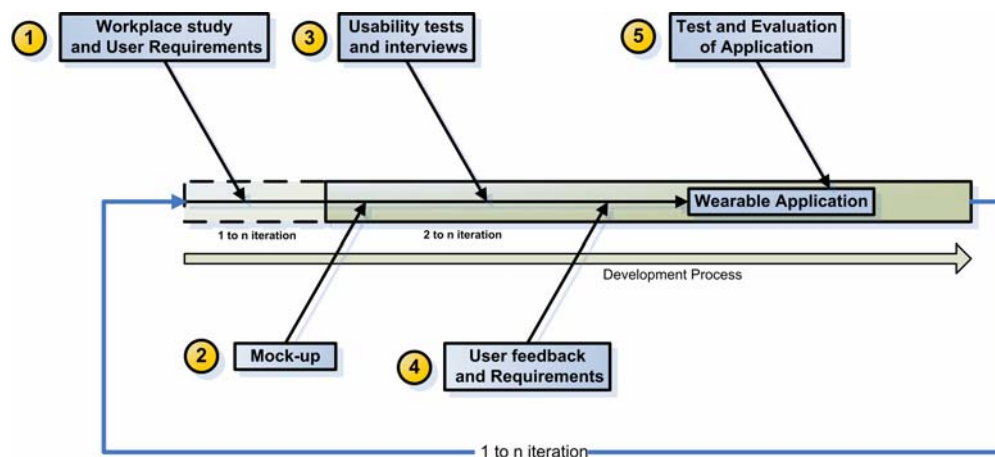 1
Workplace study
and User Requirements
3
Usability tests
and interviews
5
Test and Evaluation
of Application
Wearable Application
1 to n iteration
2 to n iteration
Development Process
2
Mock-up
4
User feedback
and Requirements
1 to n iteration